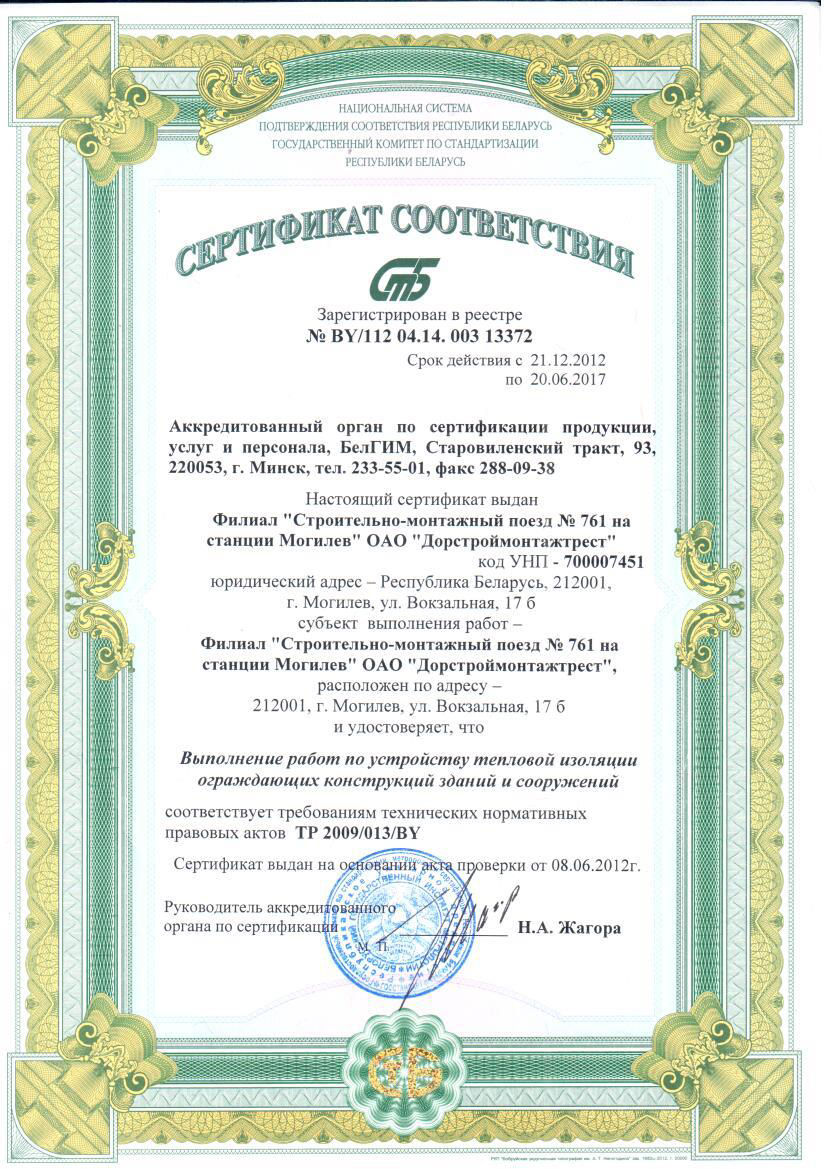 НАЦИОНАЛЬНАЯ СИСТЕМА
ПОДТВЕРЖДЕНИЯ СООТВЕТСТВИЯ РЕСПУБЛИКИ БЕЛАРУСЬ
ГОСУДАРСТВЕННЫЙ КОМИТЕТ ПО СТАНДАРТИЗАЦИИ
РЕСПУБЛИКИ БЕЛАРУСЬ
СЕРТИФИКАТ СООТВЕТСТВИЯ
СТБ
Зарегистрирован в реестре
№ BY/112 04.14. 003 13372
Срок действия с 21.12.2012
по 20.06.2017
Аккредитованный орган по сертификации продукции,
услуг и персонала, БелГИМ, Старовиленский тракт, 93,
220053, г. Минск, тел. 233-55-01, факс 288-09-38
Настоящий сертификат выдан
Филиал "Строительно-монтажный поезд № 761 на
станции Могилев" ОАО "Дорстроймонтажтрест"
код УНП - 700007451
юридический адрес – Республика Беларусь, 212001,
г. Могилев, ул. Вокзальная, 17 б
субъект выполнения работ –
Филиал "Строительно-монтажный поезд № 761 на
станции Могилев" ОАО "Дорстроймонтажтрест",
расположен по адресу –
212001, г. Могилев, ул. Вокзальная, 17 б
и удостоверяет, что
Выполнение работ по устройству тепловой изоляции
ограждающих конструкций зданий и сооружений
соответствует требованиям технических нормативных
правовых актов ТР 2009/013/BY
Сертификат выдан на основании акта проверки от 08.06.2012г.
Руководитель аккредитованного
органа по сертификации
М. П.
Н.А. Жагора
СТБ